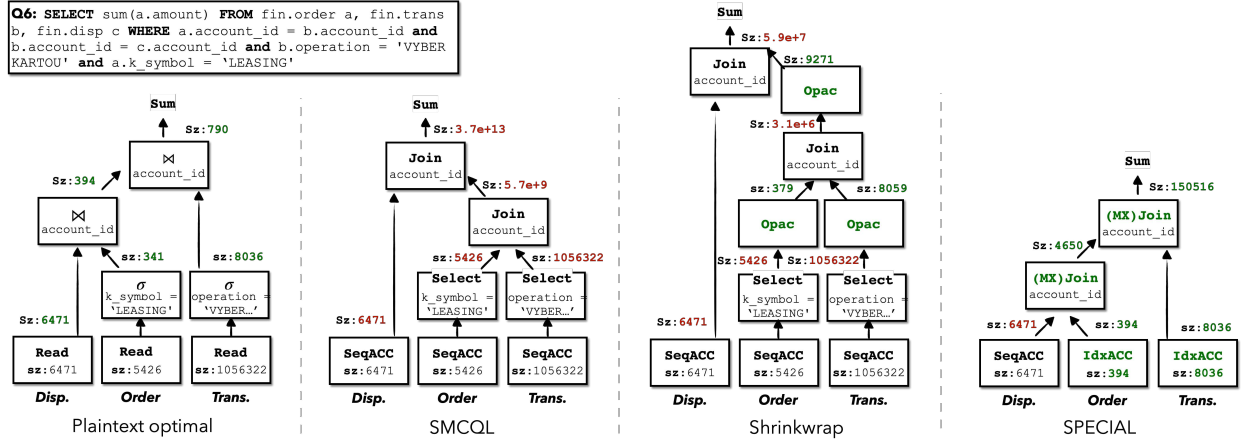 Q6: SELECT sum(a.amount) FROM fin.order a, fin.trans
b, fin.disp c WHERE a.account_id = b.account_id and
b.account_id = c.account_id and b.operation = 'VYBER
KARTOU' and a.k_symbol = 'LEASING'
Sum
Sz:790
⋈
account_id
Sz:394
⋈
account_id
sz:341
sz:8036
σ
k_symbol =
'LEASING'
σ
operation =
'VYBER…'
Sz:6471
Read
sz:6471
Read
sz:5426
Read
sz:1056322
Disp.
Order
Trans.
Plaintext optimal
Sum
Sz:3.7e+13
Join
account_id
Sz:5.7e+9
Join
account_id
sz:5426
sz:1056322
Select
k_symbol =
'LEASING'
Select
operation =
'VYBER…'
Sz:6471
SeqACC
sz:6471
SeqACC
sz:5426
SeqACC
sz:1056322
Disp.
Order
Trans.
SMCQL
Sum
Sz:5.9e+7
Join
account_id
Sz:9271
Opac
Sz:3.1e+6
Join
account_id
Sz:379
Sz:8059
Opac
Opac
sz:5426
Sz:1056322
Select
k_symbol =
'LEASING'
Select
operation =
'VYBER…'
Sz:6471
SeqACC
sz:6471
SeqACC
sz:5426
SeqACC
sz:1056322
Disp.
Order
Trans.
Shrinkwrap
Sum
Sz:150516
(MX)Join
account_id
Sz:4650
(MX)Join
account_id
sz:6471
sz:394
sz:8036
SeqACC
sz:6471
IdxACC
sz:394
IdxACC
sz:8036
Disp.
Order
Trans.
SPECIAL